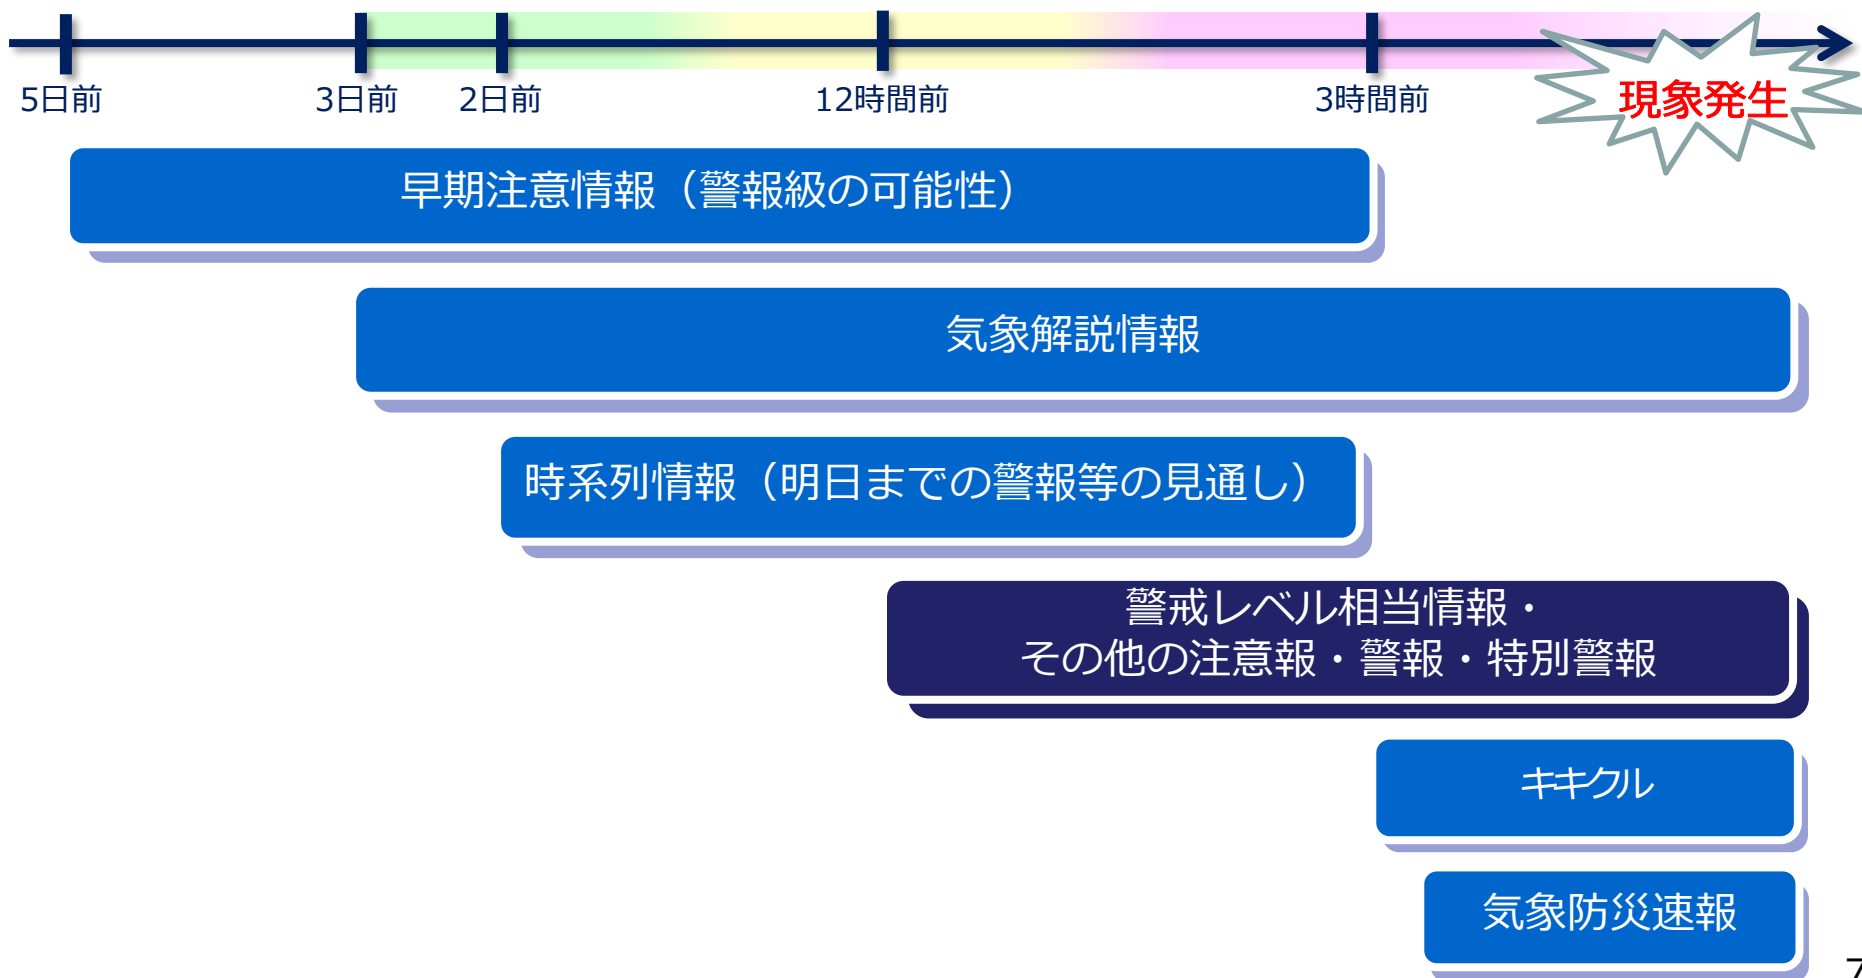 5日前
3日前
2日前
12時間前
3時間前
現象発生
早期注意情報（警報級の可能性）
気象解説情報
時系列情報（明日までの警報等の見通し）
警戒レベル相当情報・
その他の注意報・警報・特別警報
キキクル
気象防災速報
7